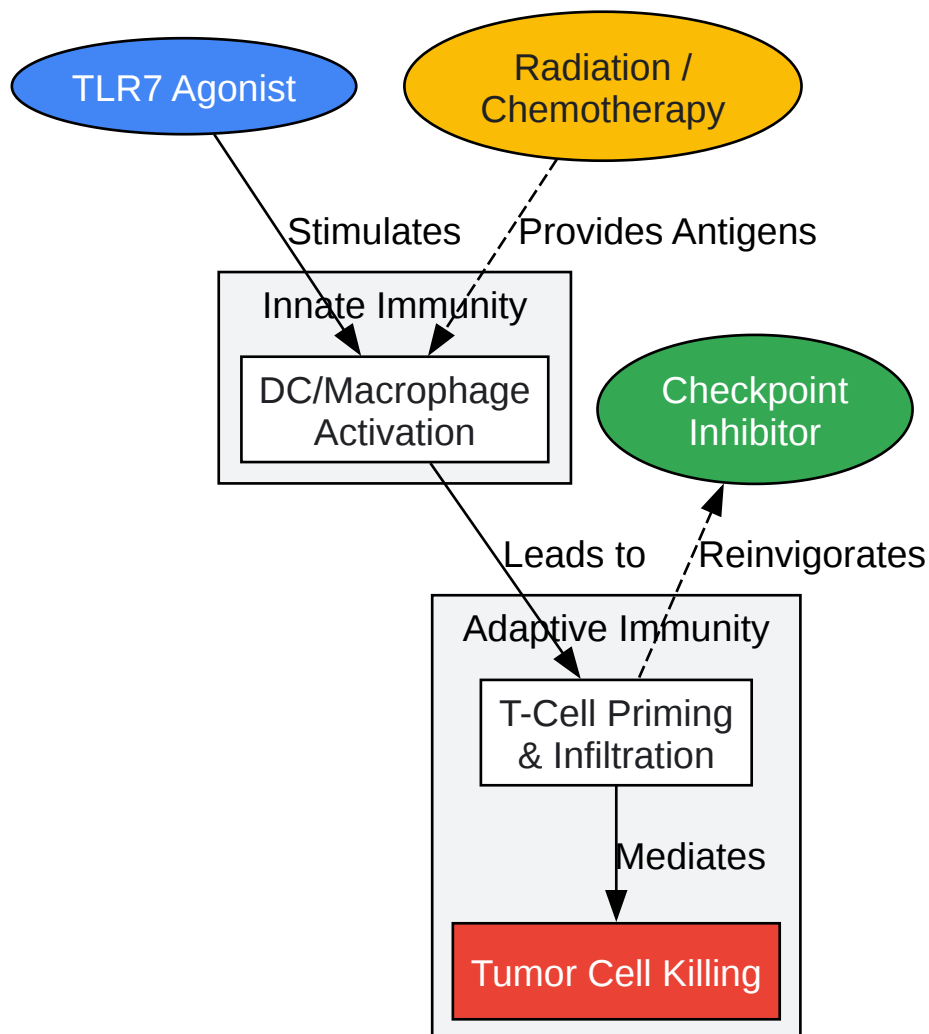 TLR7 Agonist
Radiation /
Chemotherapy
Stimulates
Provides Antigens
Innate Immunity
DC/Macrophage
Activation
Checkpoint
Inhibitor
Leads to
Reinvigorates
Adaptive Immunity
T-Cell Priming
& Infiltration
Mediates
Tumor Cell Killing